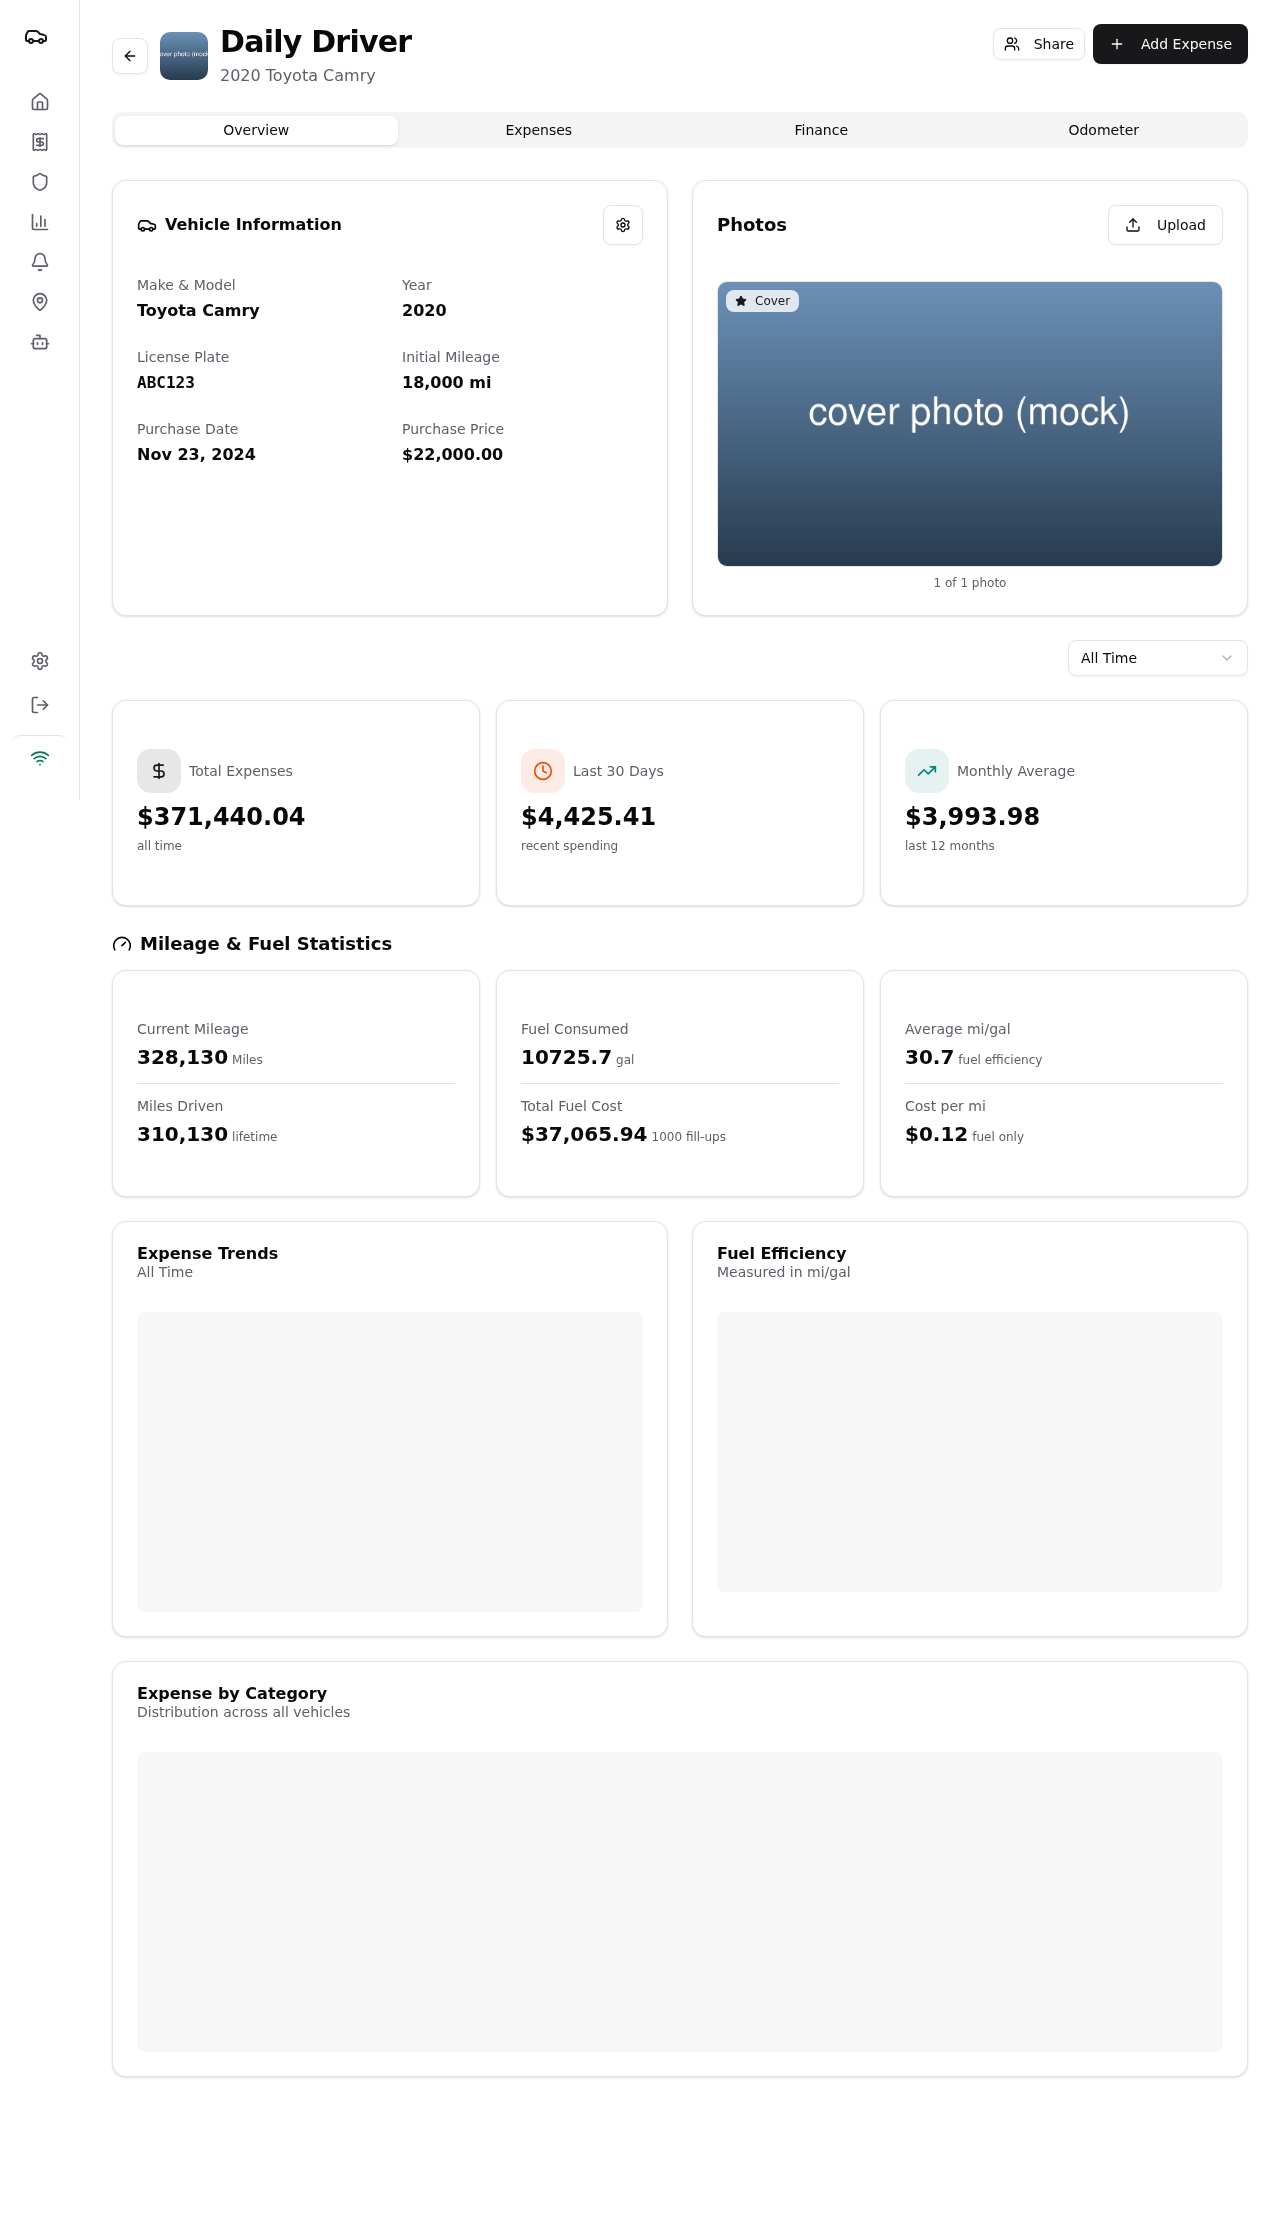 Daily Driver
2020 Toyota Camry
Share
Add Expense
Overview
Expenses
Finance
Odometer
Vehicle Information
Make & Model
Toyota Camry
Year
2020
License Plate
ABC123
Initial Mileage
18,000 mi
Purchase Date
Nov 23, 2024
Purchase Price
$22,000.00
Photos
Upload
Cover
cover photo (mock)
1 of 1 photo
All Time
Total Expenses
$371,440.04
all time
Last 30 Days
$4,425.41
recent spending
Monthly Average
$3,993.98
last 12 months
Mileage & Fuel Statistics
Current Mileage
328,130 Miles
Miles Driven
310,130 lifetime
Fuel Consumed
10725.7 gal
Total Fuel Cost
$37,065.94 1000 fill-ups
Average mi/gal
30.7 fuel efficiency
Cost per mi
$0.12 fuel only
Expense Trends
All Time
Fuel Efficiency
Measured in mi/gal
Expense by Category
Distribution across all vehicles